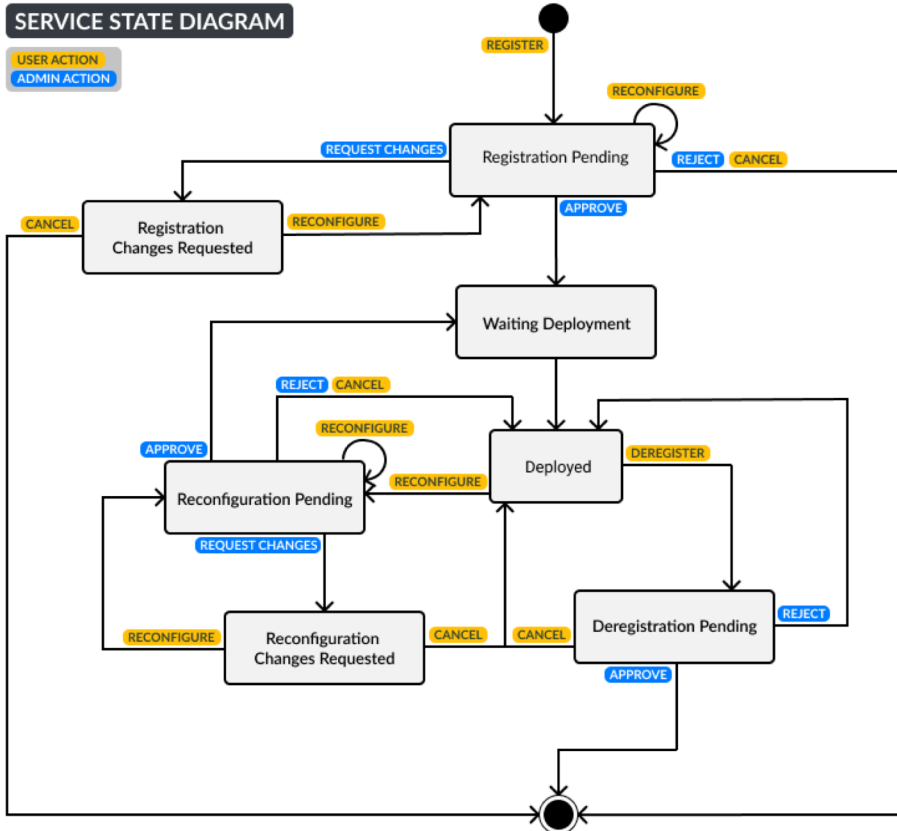 SERVICE STATE DIAGRAM
USER ACTION
ADMIN ACTION
REGISTER
RECONFIGURE
Registration Pending
REQUEST CHANGES
REJECT CANCEL
APPROVE
CANCEL
Registration
Changes Requested
RECONFIGURE
Waiting Deployment
REJECT CANCEL
RECONFIGURE
APPROVE
Deployed
DEREGISTER
RECONFIGURE
Reconfiguration Pending
REQUEST CHANGES
RECONFIGURE
Reconfiguration
Changes Requested
CANCEL
CANCEL
Deregistration Pending
REJECT
APPROVE